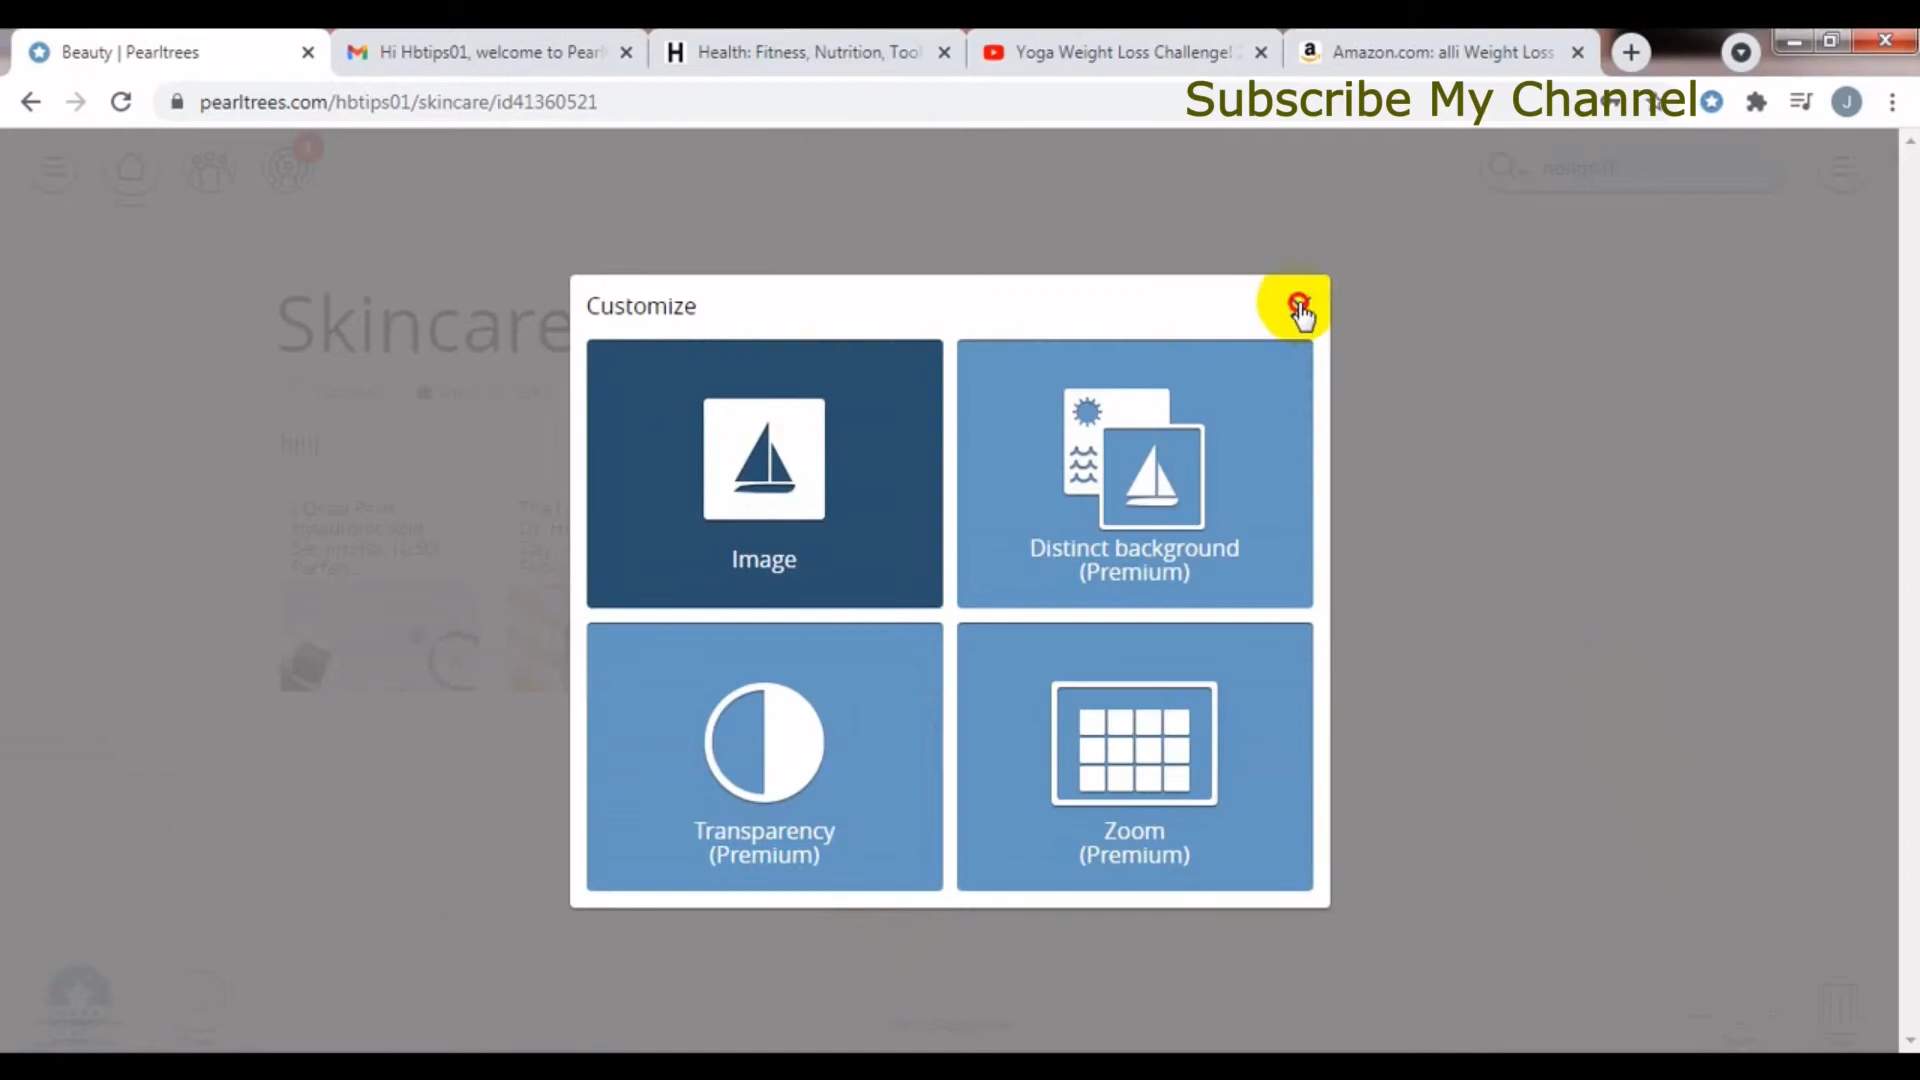 Beauty | Pearltrees
Hi Hbtips01, welcome to Pearl
Health: Fitness, Nutrition, Tool
Yoga Weight Loss Challenge!
Amazon.com: alli Weight Loss
pearltrees.com/hbtips01/skincare/id41360521
Subscribe My Channel
J
Skincare
Customize
Image
Distinct background
(Premium)
Transparency
(Premium)
Zoom
(Premium)